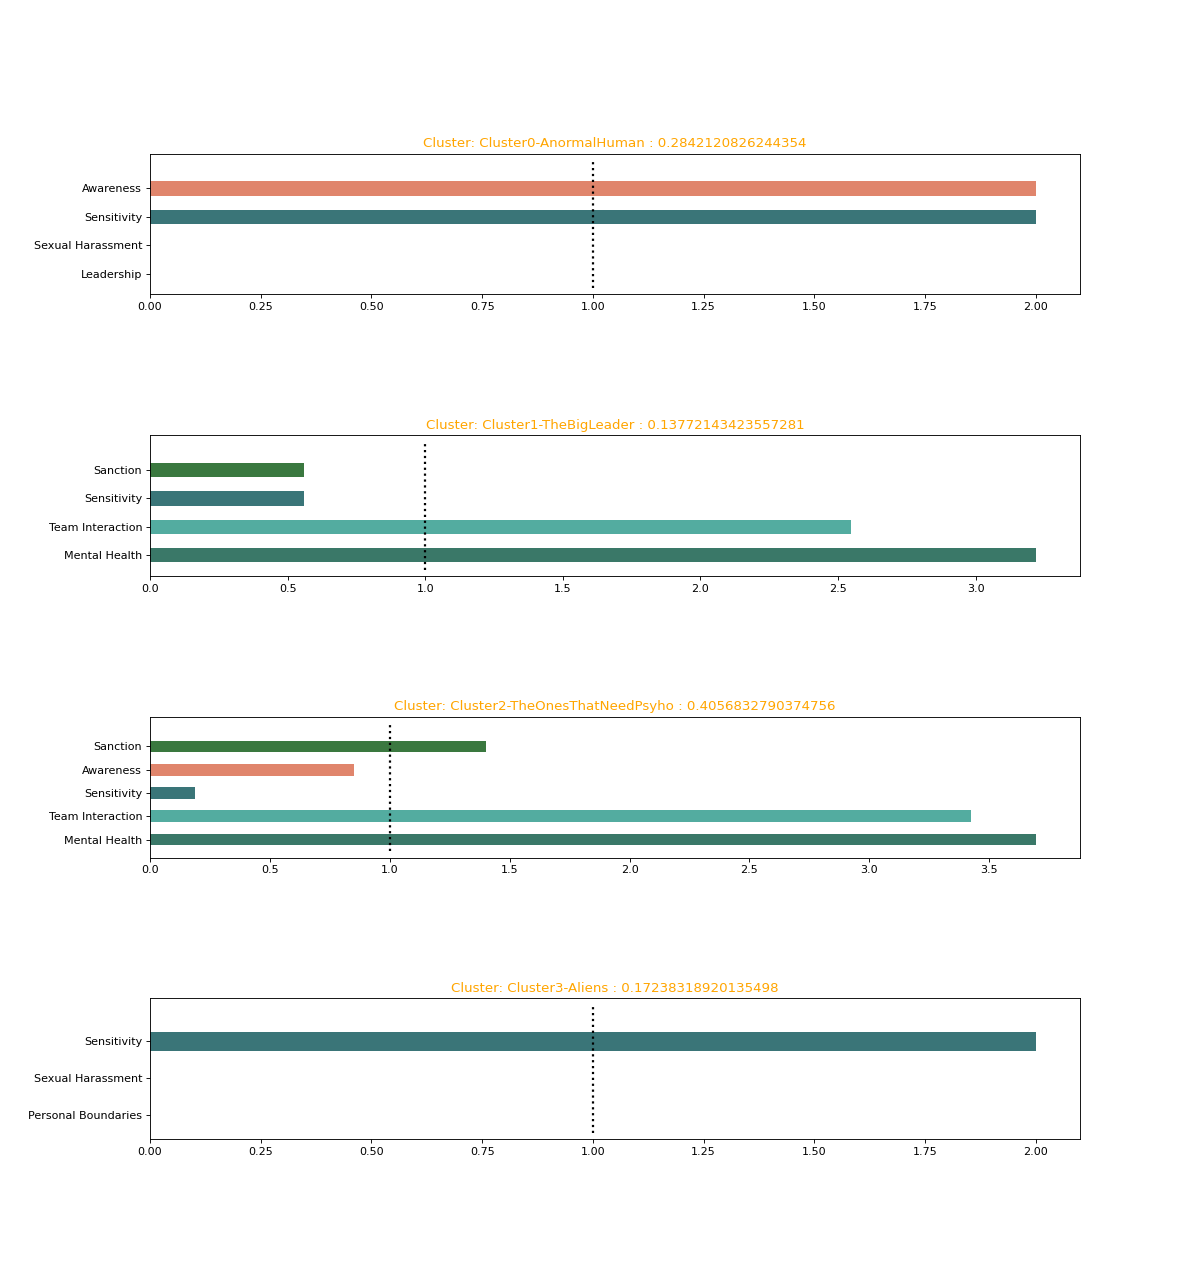 Cluster: Cluster0-AnormalHuman : 0.2842120826244354
Awareness
Sensitivity
Sexual Harassment
Leadership
0.00 0.25 0.50 0.75 1.00 1.25 1.50 1.75 2.00
Cluster: Cluster1-TheBigLeader : 0.13772143423557281
Sanction
Sensitivity
Team Interaction
Mental Health
0.0 0.5 1.0 1.5 2.0 2.5 3.0
Cluster: Cluster2-TheOnesThatNeedPsyho : 0.4056832790374756
Sanction
Awareness
Sensitivity
Team Interaction
Mental Health
0.0 0.5 1.0 1.5 2.0 2.5 3.0 3.5
Cluster: Cluster3-Aliens : 0.17238318920135498
Sensitivity
Sexual Harassment
Personal Boundaries
0.00 0.25 0.50 0.75 1.00 1.25 1.50 1.75 2.00